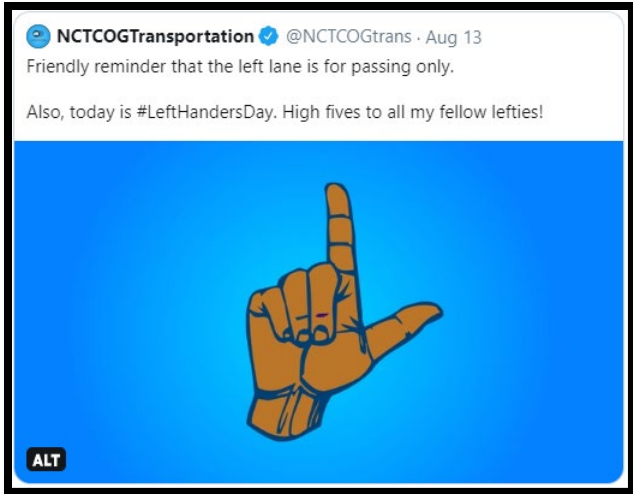 NCTCOGTransportation @NCTCOGtrans · Aug 13
Friendly reminder that the left lane is for passing only.
Also, today is #LeftHandersDay. High fives to all my fellow lefties!
ALT